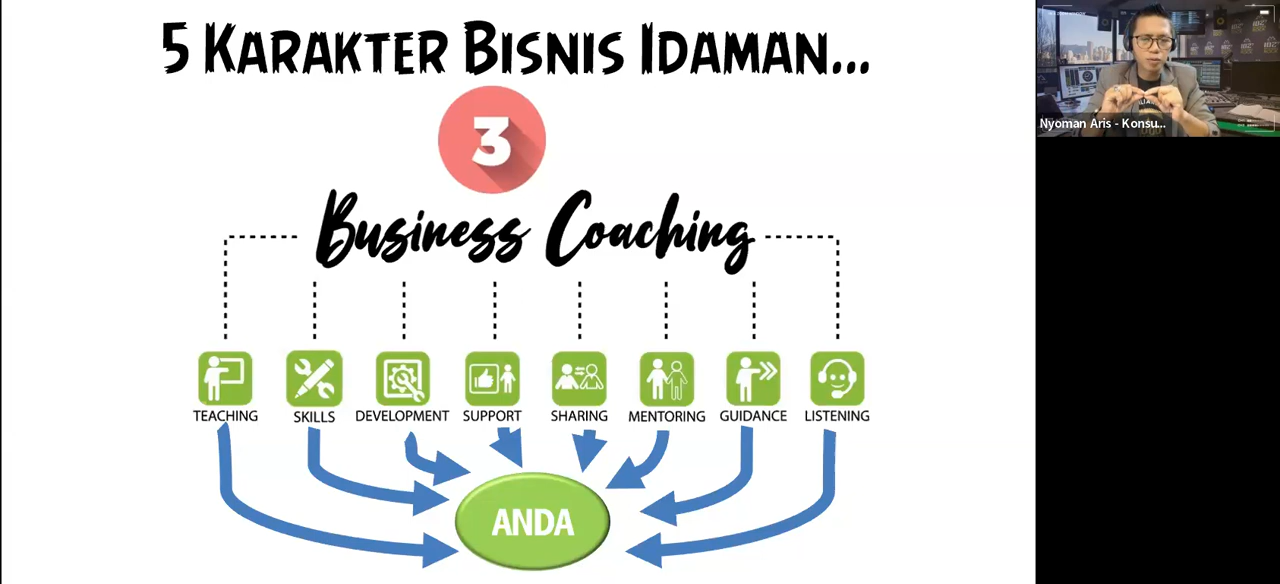 5 KARAKTER BISNIS IDAMAN...
3
Business Coaching
TEACHING
SKILLS
DEVELOPMENT
SUPPORT
SHARING
MENTORING
GUIDANCE
LISTENING
ANDA
Nyoman Aris - Konsu...